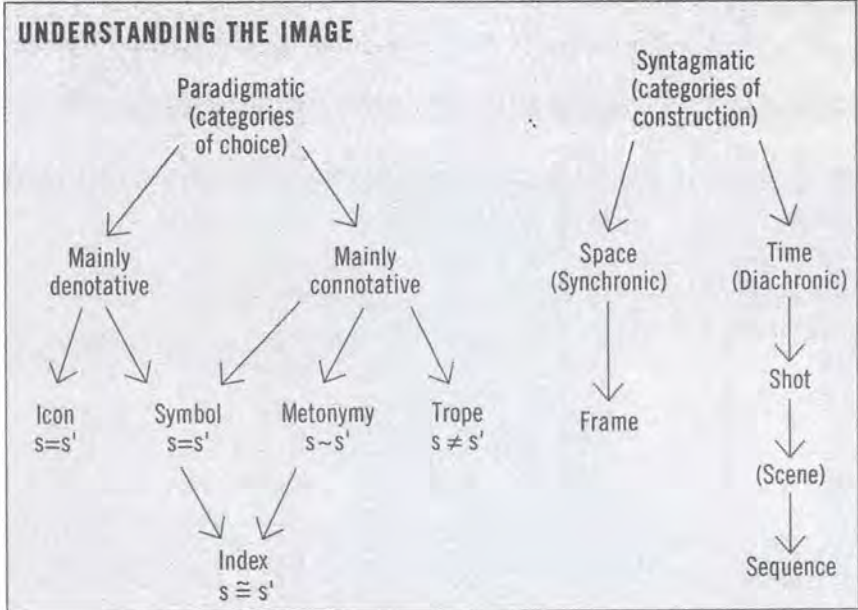 UNDERSTANDING THE IMAGE
Paradigmatic
(categories
of choice)
Syntagmatic
(categories of
construction)
Mainly
denotative
Mainly
connotative
Space
(Synchronic)
Time
(Diachronic)
Icon
s=s'
Symbol
s=s'
Metonymy
s~s'
Trope
s ≠ s'
Frame
Shot
(Scene)
Sequence
Index
s ≅ s'